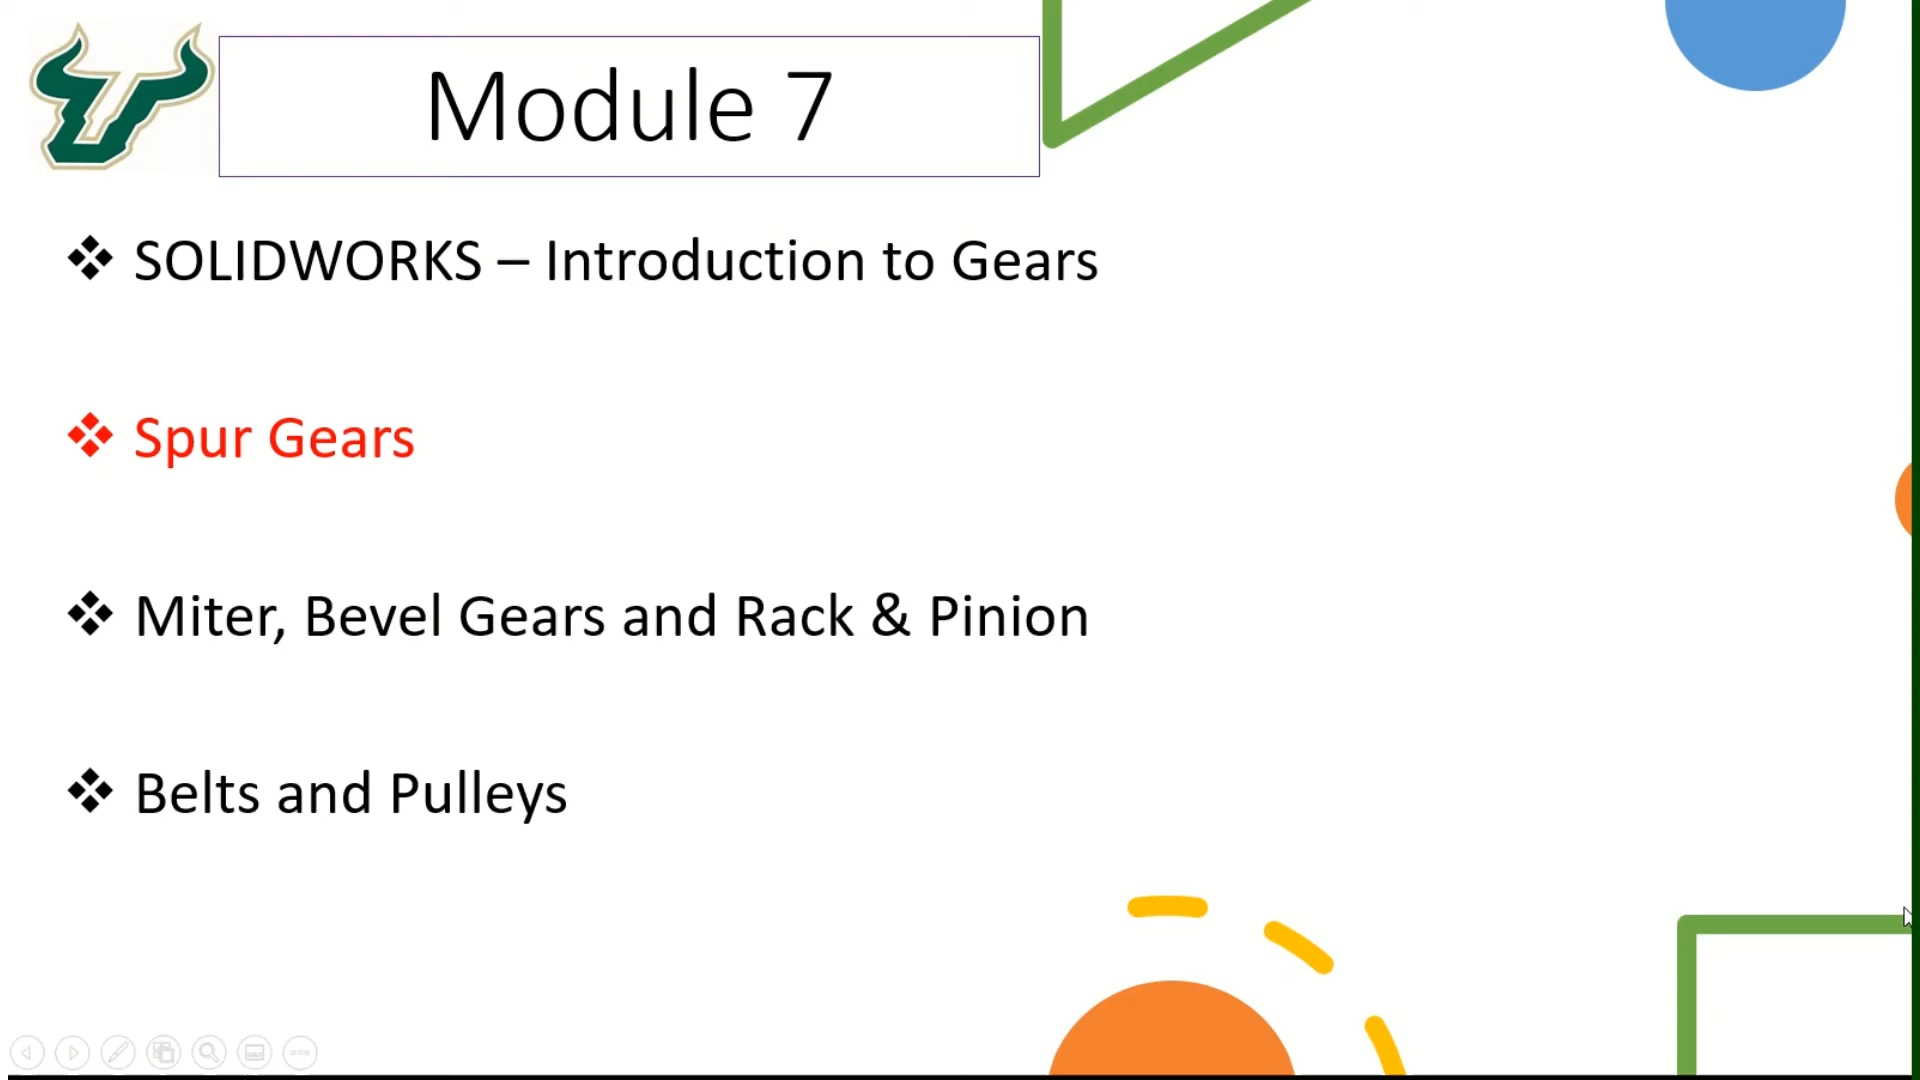 Module 7
❖ SOLIDWORKS – Introduction to Gears
❖ Spur Gears
❖ Miter, Bevel Gears and Rack & Pinion
❖ Belts and Pulleys